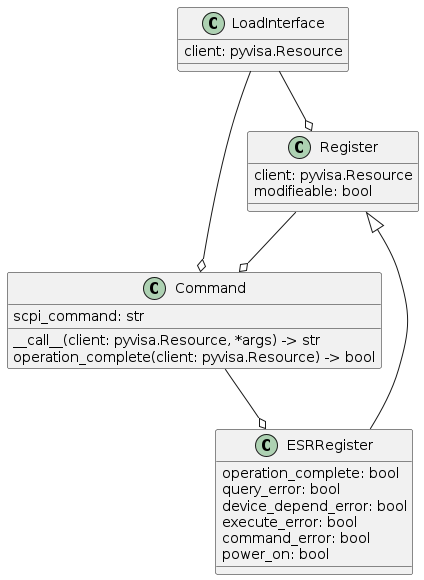 C LoadInterface
client: pyvisa.Resource
C Register
client: pyvisa.Resource
modifieable: bool
C Command
scpi_command: str
__call__(client: pyvisa.Resource, *args) -> str
operation_complete(client: pyvisa.Resource) -> bool
C ESRRegister
operation_complete: bool
query_error: bool
device_depend_error: bool
execute_error: bool
command_error: bool
power_on: bool